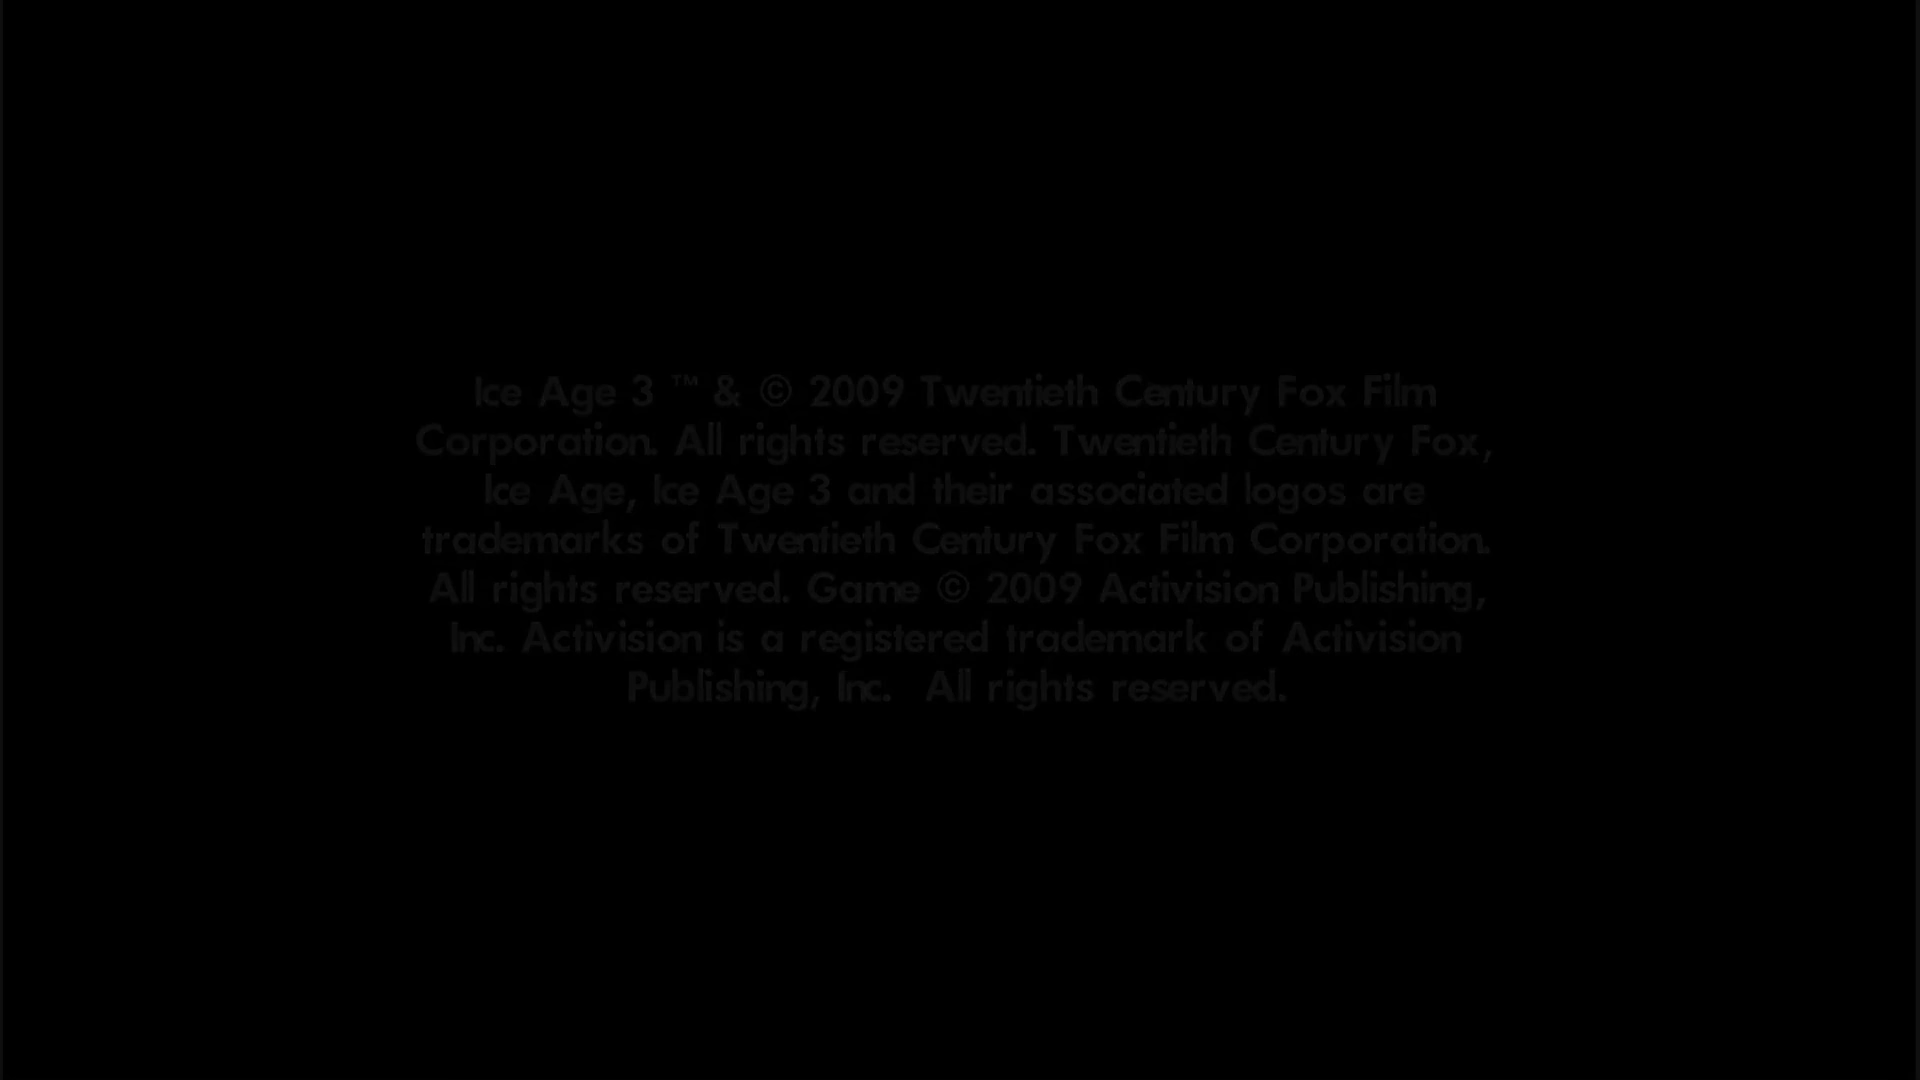 Ice Age 3 ™ & © 2009 Twentieth Century Fox Film
Corporation. All rights reserved. Twentieth Century Fox,
Ice Age, Ice Age 3 and their associated logos are
trademarks of Twentieth Century Fox Film Corporation.
All rights reserved. Game © 2009 Activision Publishing,
Inc. Activision is a registered trademark of Activision
Publishing, Inc.  All rights reserved.